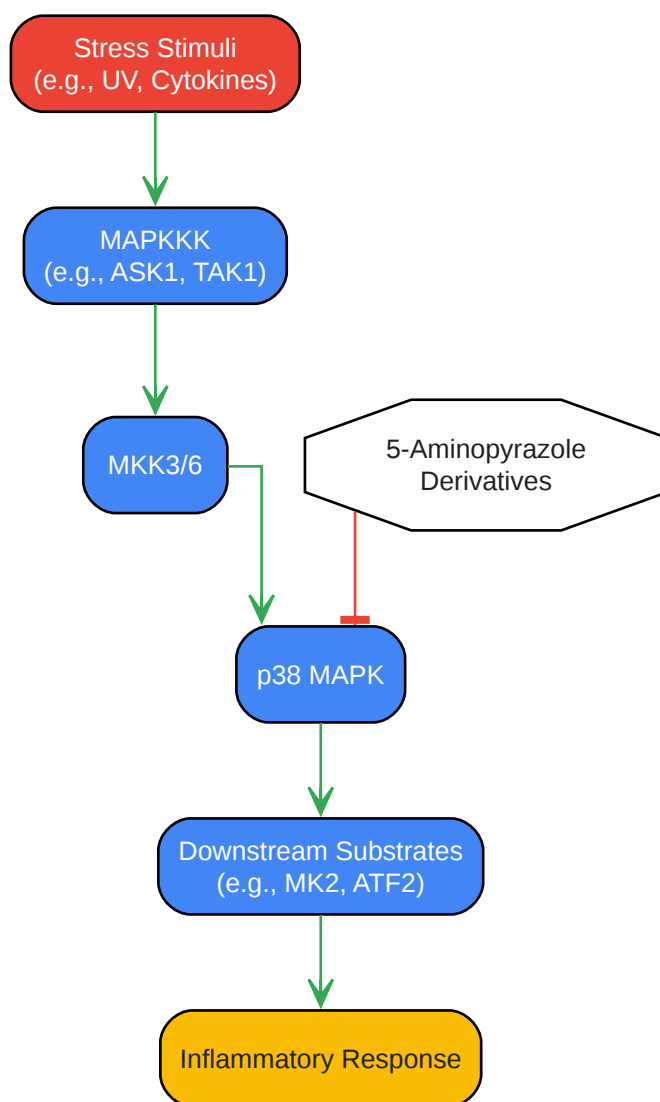 Stress Stimuli
(e.g., UV, Cytokines)
MAPKKK
(e.g., ASK1, TAK1)
MKK3/6
5-Aminopyrazole
Derivatives
p38 MAPK
Downstream Substrates
(e.g., MK2, ATF2)
Inflammatory Response